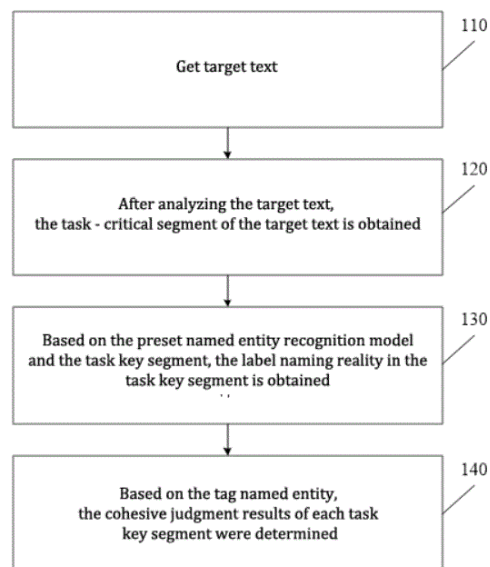 110
Get target text
120
After analyzing the target text,
the task - critical segment of the target text is obtained
130
Based on the preset named entity recognition model
and the task key segment, the label naming reality in the
task key segment is obtained
140
Based on the tag named entity,
the cohesive judgment results of each task
key segment were determined